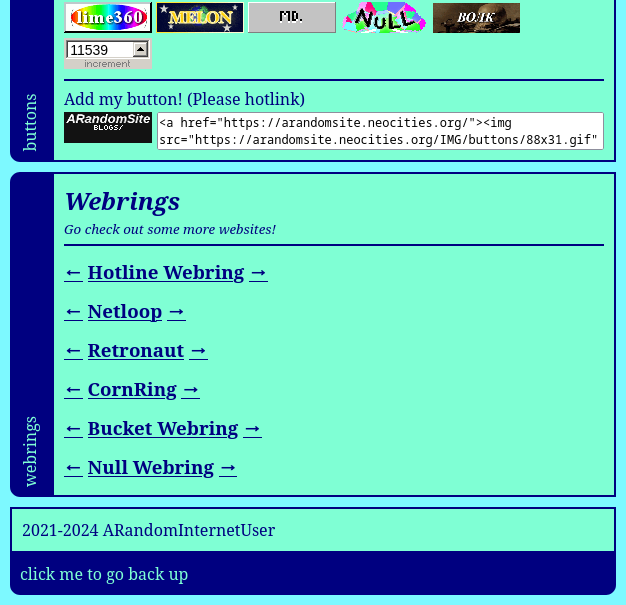 lime360 MELON MD. NULL ВОЛК
11539
increment
Add my button! (Please hotlink)
ARandomSite
BLOGS/
<a href="https://arandomsite.neocities.org/"><img
src="https://arandomsite.neocities.org/IMG/buttons/88x31.gif"
buttons
Webrings
Go check out some more websites!
← Hotline Webring →
← Netloop →
← Retronaut →
← CornRing →
← Bucket Webring →
← Null Webring →
webrings
2021-2024 ARandomInternetUser
click me to go back up